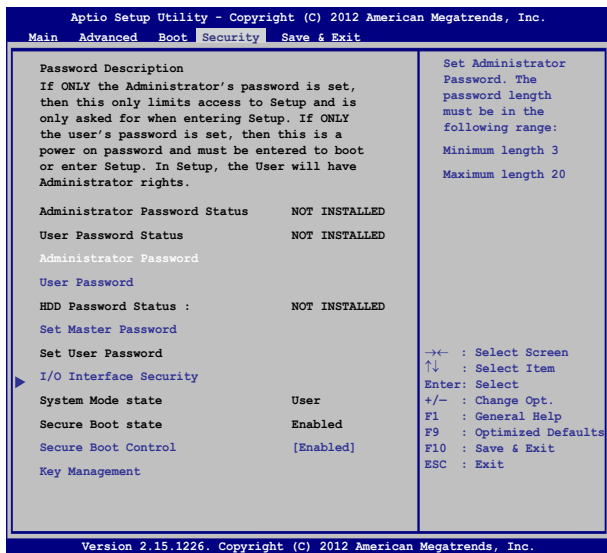 Aptio Setup Utility - Copyright (C) 2012 American Megatrends, Inc.
Main Advanced Boot Security Save & Exit
Password Description
If ONLY the Administrator's password is set,
then this only limits access to Setup and is
only asked for when entering Setup. If ONLY
the user's password is set, then this is a
power on password and must be entered to boot
or enter Setup. In Setup, the User will have
Administrator rights.
Administrator Password Status NOT INSTALLED
User Password Status NOT INSTALLED
Administrator Password
User Password
HDD Password Status : NOT INSTALLED
Set Master Password
Set User Password
I/O Interface Security
System Mode state User
Secure Boot state Enabled
Secure Boot Control [Enabled]
Key Management
Set Administrator
Password. The
password length
must be in the
following range:
Minimum length 3
Maximum length 20
→← : Select Screen
↑↓ : Select Item
Enter: Select
+/— : Change Opt.
F1 : General Help
F9 : Optimized Defaults
F10 : Save & Exit
ESC : Exit
Version 2.15.1226. Copyright (C) 2012 American Megatrends, Inc.